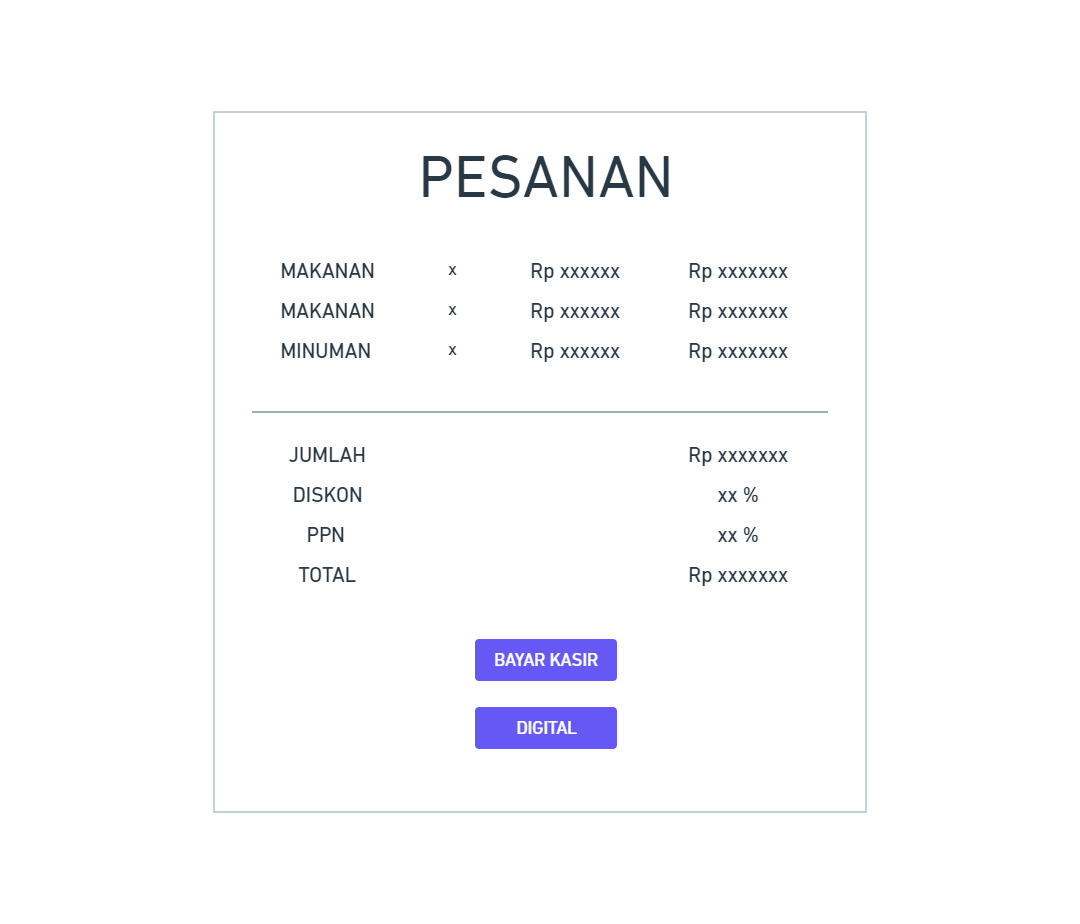 PESANAN
MAKANAN x Rp xxxxxx Rp xxxxxxx
MAKANAN x Rp xxxxxx Rp xxxxxxx
MINUMAN x Rp xxxxxx Rp xxxxxxx
JUMLAH Rp xxxxxxx
DISKON xx %
PPN xx %
TOTAL Rp xxxxxxx
BAYAR KASIR
DIGITAL